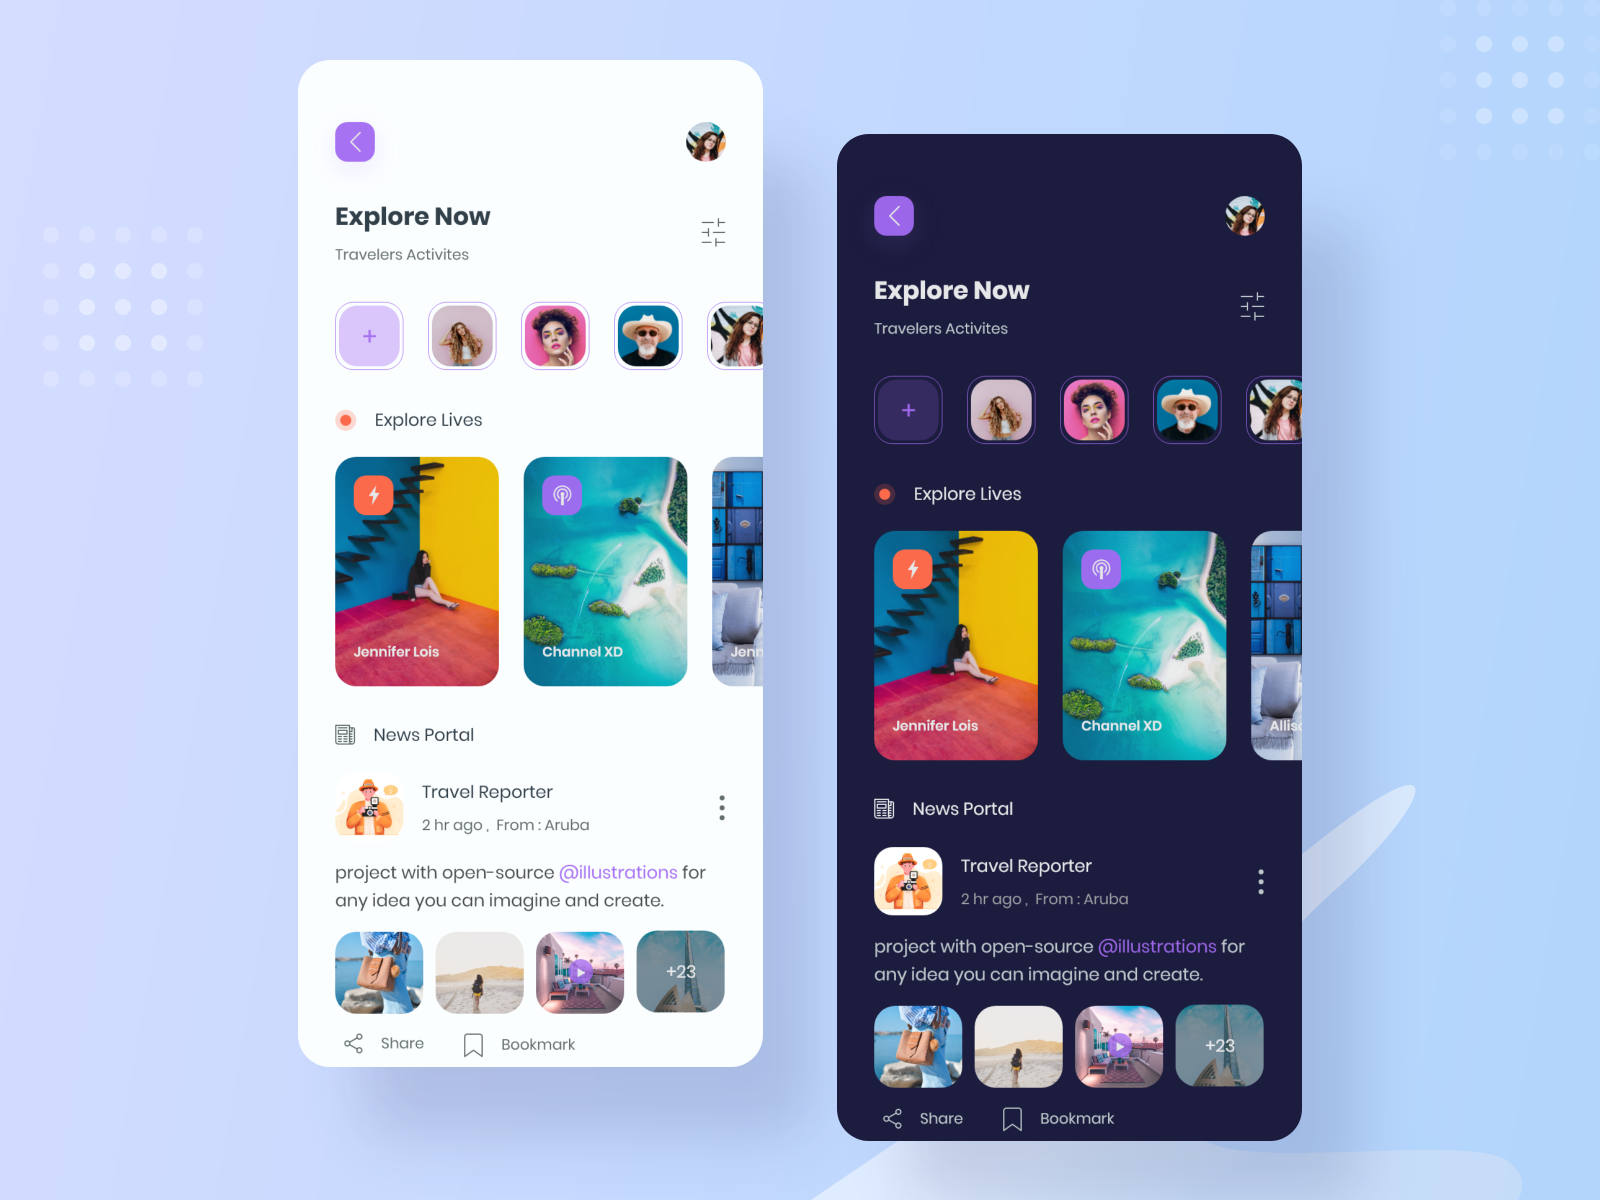 Explore Now
Travelers Activites
+
Explore Lives
Jennifer Lois
Channel XD
Jenn
News Portal
Travel Reporter
2 hr ago , From : Aruba
project with open-source @illustrations for
any idea you can imagine and create.
+23
Share
Bookmark
Explore Now
Travelers Activites
+
Explore Lives
Jennifer Lois
Channel XD
Allis
News Portal
Travel Reporter
2 hr ago , From : Aruba
project with open-source @illustrations for
any idea you can imagine and create.
+23
Share
Bookmark